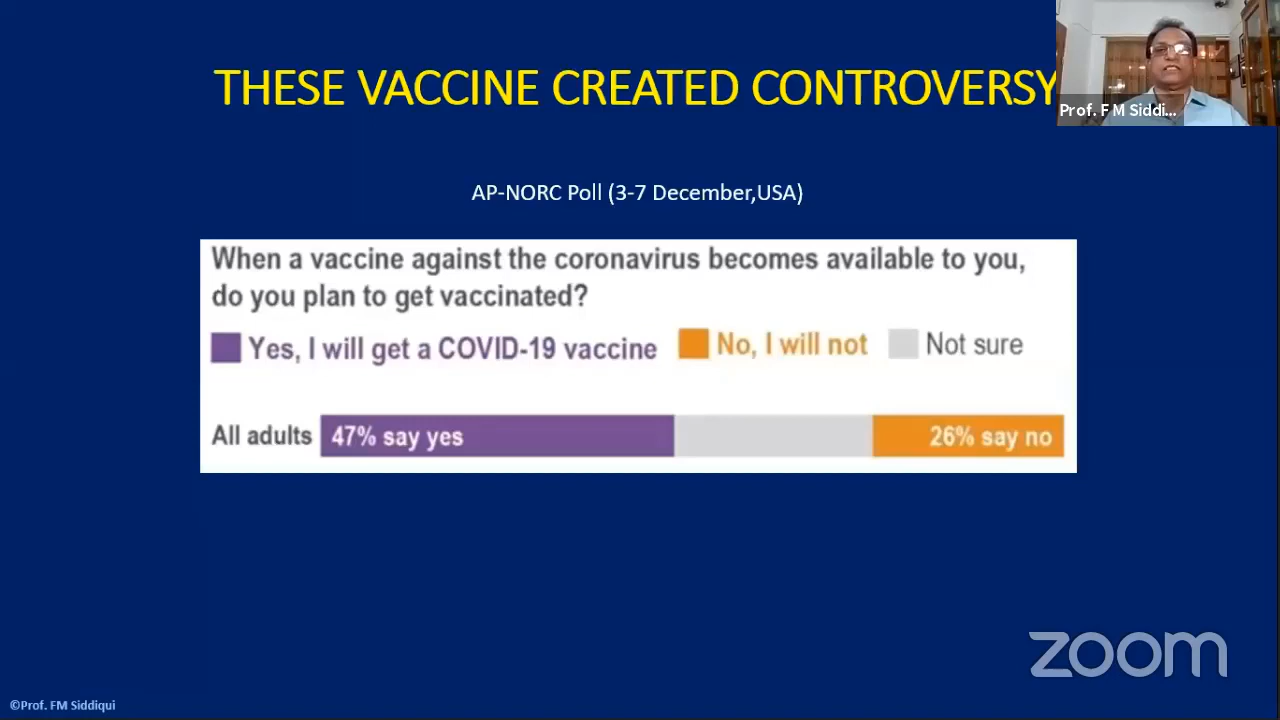 THESE VACCINE CREATED CONTROVERSY
Prof. F M Siddi...
AP-NORC Poll (3-7 December,USA)
When a vaccine against the coronavirus becomes available to you,
do you plan to get vaccinated?
Yes, I will get a COVID-19 vaccine No, I will not Not sure
All adults 47% say yes 26% say no
zoom
©Prof. FM Siddiqui